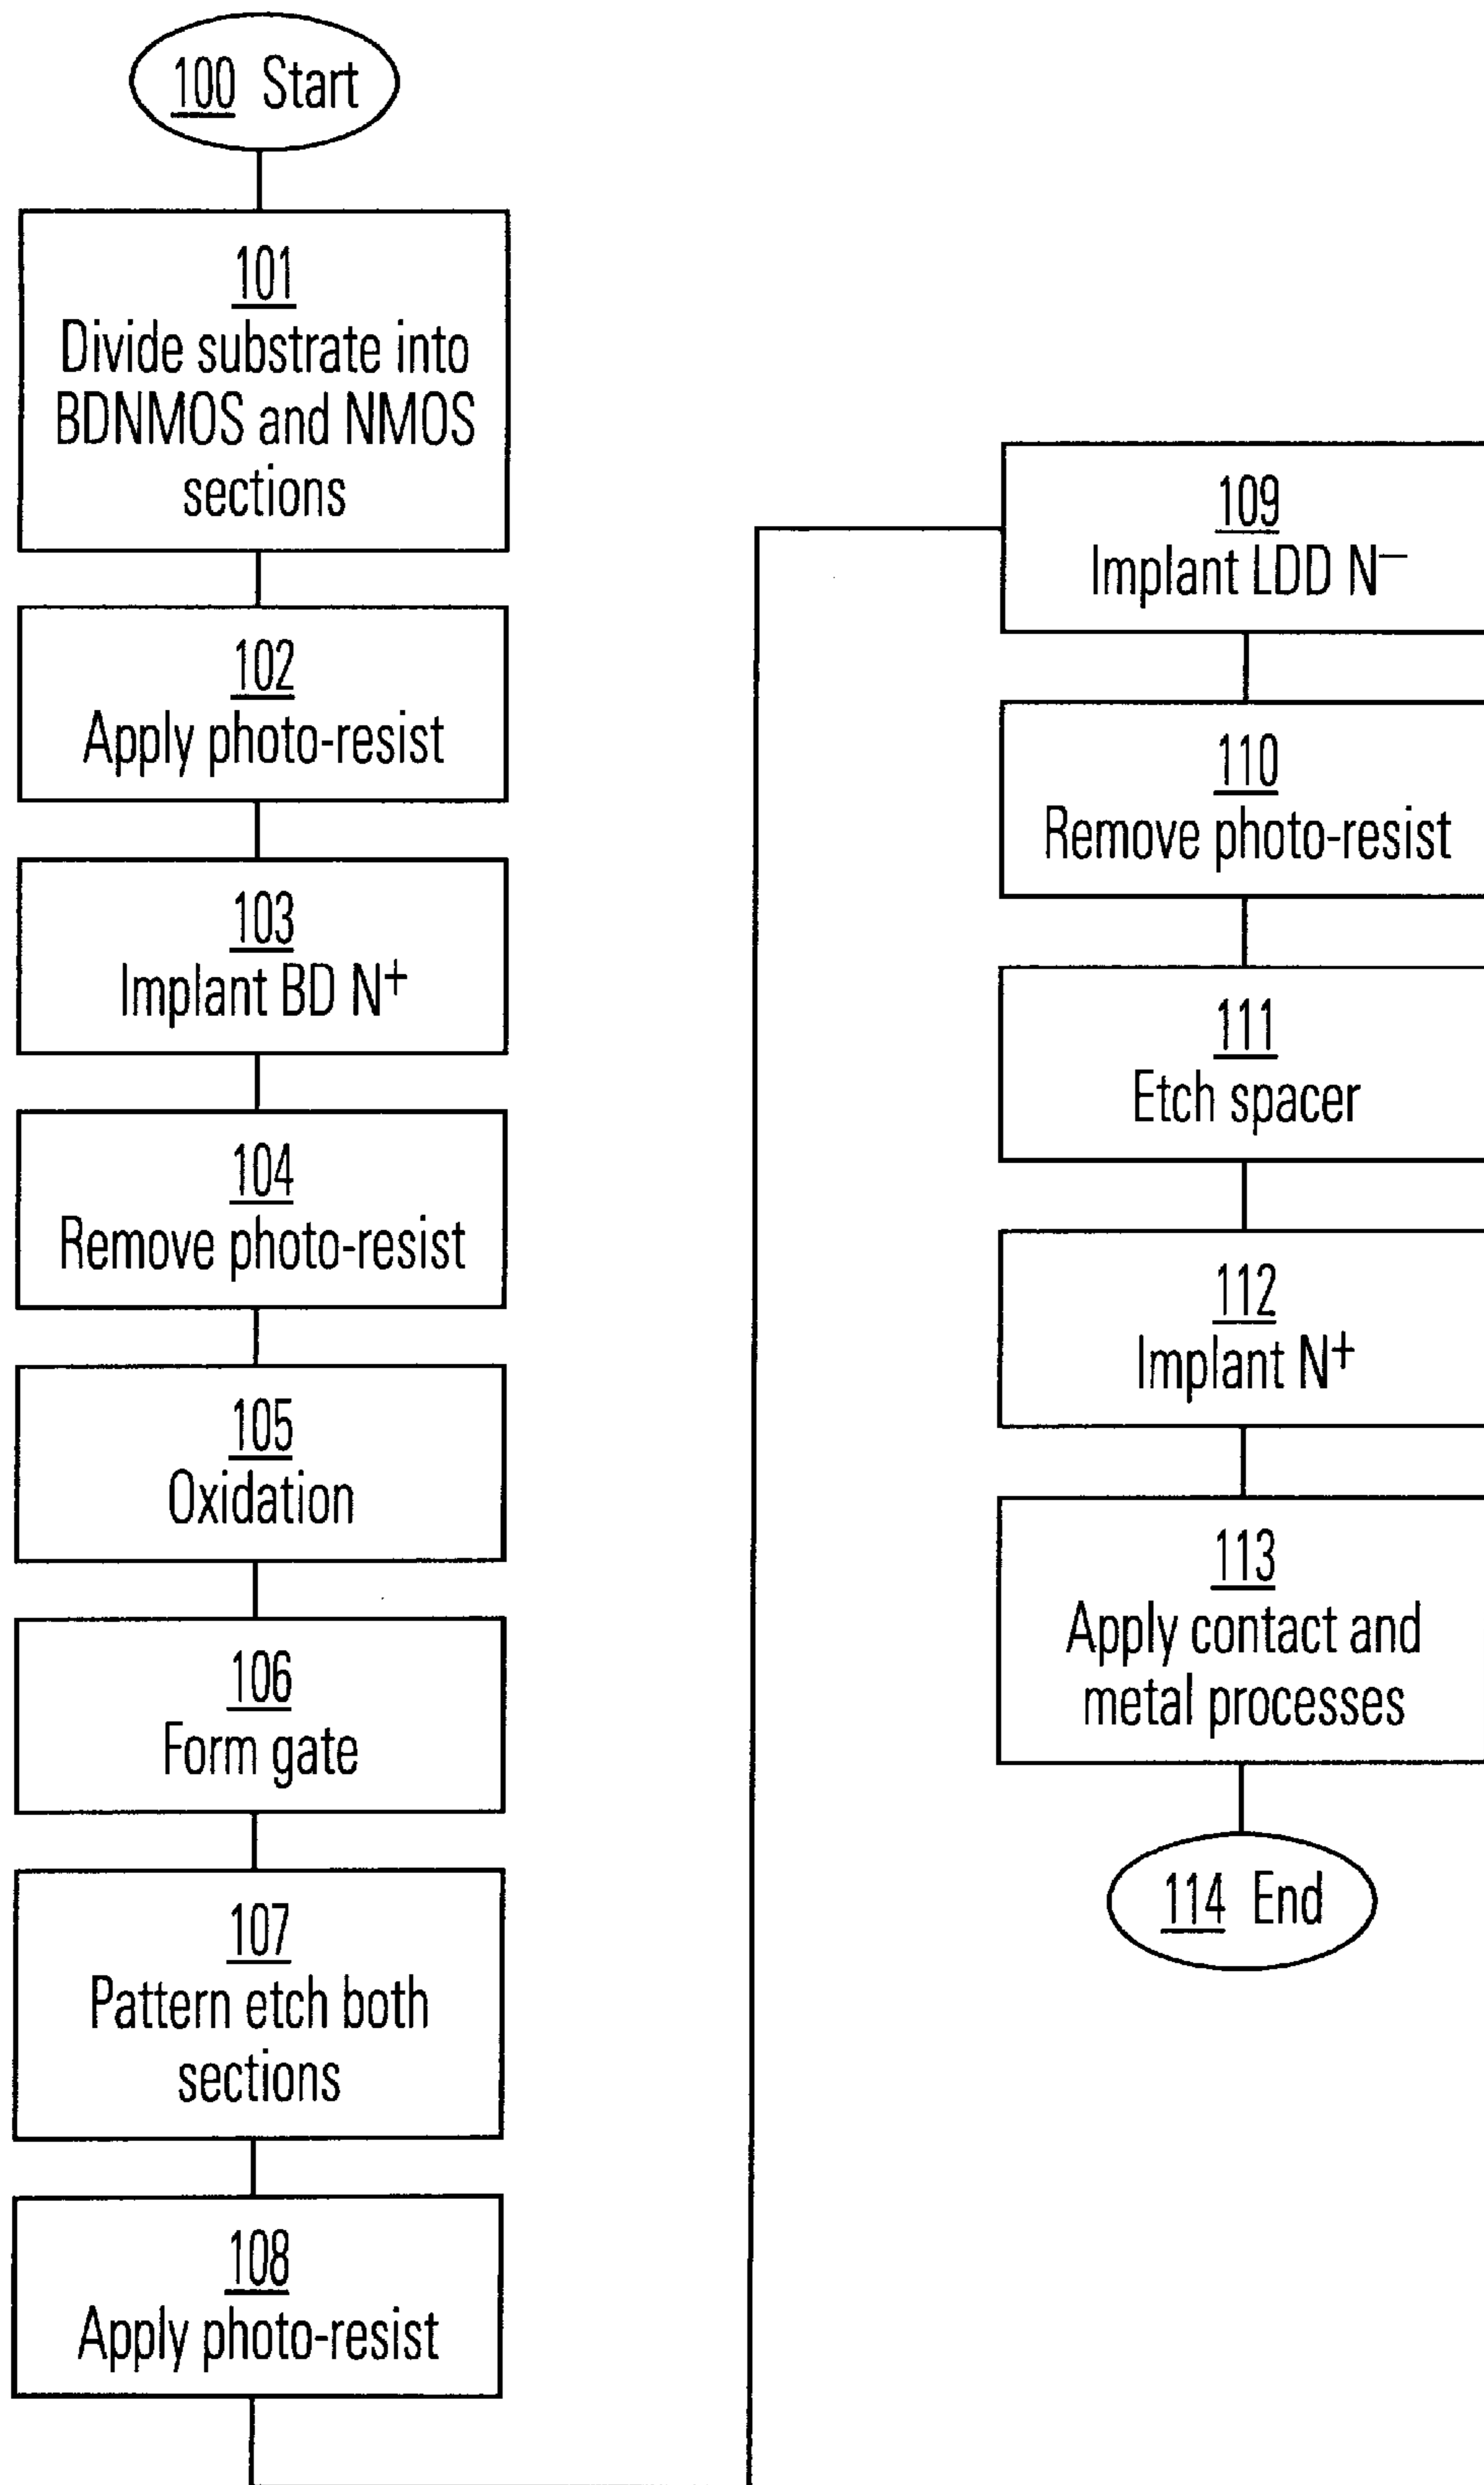 100 Start
101
Divide substrate into
BDNMOS and NMOS
sections
102
Apply photo-resist
103
Implant BD N+
104
Remove photo-resist
105
Oxidation
106
Form gate
107
Pattern etch both
sections
108
Apply photo-resist
109
Implant LDD N−
110
Remove photo-resist
111
Etch spacer
112
Implant N+
113
Apply contact and
metal processes
114 End